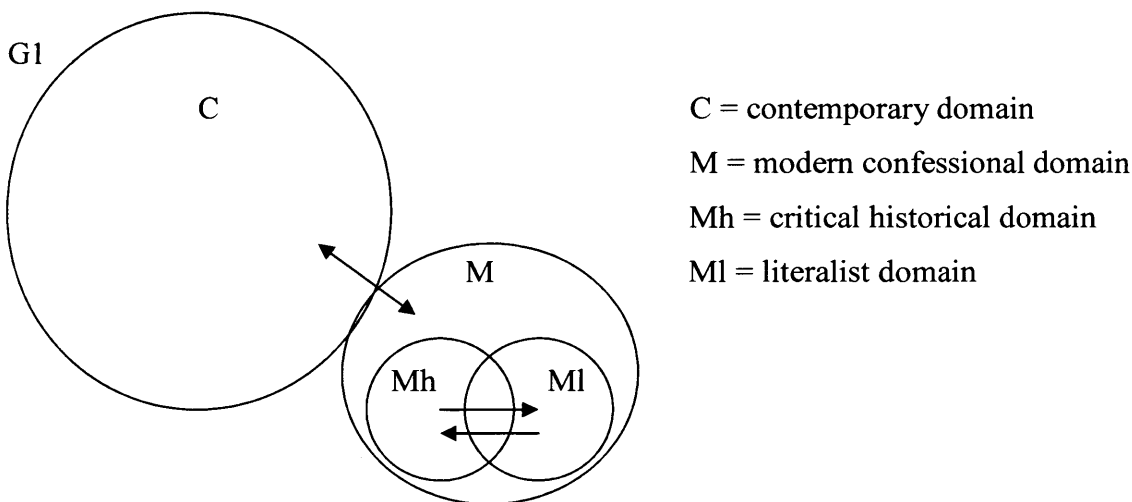 G1
C
M
Mh
Ml
C = contemporary domain
M = modern confessional domain
Mh = critical historical domain
Ml = literalist domain